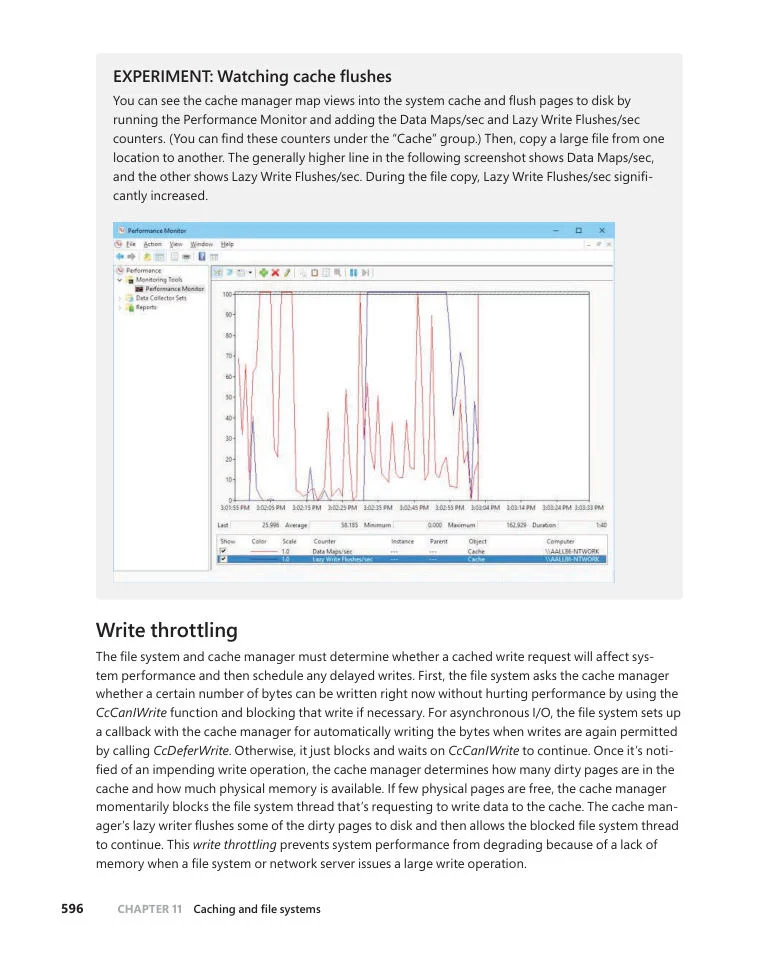 EXPERIMENT: Watching cache flushes
You can see the cache manager map views into the system cache and flush pages to disk by
running the Performance Monitor and adding the Data Maps/sec and Lazy Write Flushes/sec
counters. (You can find these counters under the “Cache” group.) Then, copy a large file from one
location to another. The generally higher line in the following screenshot shows Data Maps/sec,
and the other shows Lazy Write Flushes/sec. During the file copy, Lazy Write Flushes/sec signifi-
cantly increased.
Performance Monitor
File Action View Window Help
Performance
Monitoring Tools
Performance Monitor
Data Collector Sets
Reports
100
90
80
70
60
50
40
30
20
10
0
3:01:55 PM 3:02:05 PM 3:02:15 PM 3:02:25 PM 3:02:35 PM 3:02:45 PM 3:02:55 PM 3:03:04 PM 3:03:14 PM 3:03:24 PM 3:03:33 PM
Last 25.996 Average 58.185 Minimum 0.000 Maximum 162.929 Duration 1:40
Show Color Scale Counter Instance Parent Object Computer
1.0 Data Maps/sec --- --- Cache \\AALL86-NTWORK
1.0 Lazy Write Flushes/sec --- --- Cache \\AALL86-NTWORK
Write throttling
The file system and cache manager must determine whether a cached write request will affect sys-
tem performance and then schedule any delayed writes. First, the file system asks the cache manager
whether a certain number of bytes can be written right now without hurting performance by using the
CcCanIWrite function and blocking that write if necessary. For asynchronous I/O, the file system sets up
a callback with the cache manager for automatically writing the bytes when writes are again permitted
by calling CcDeferWrite. Otherwise, it just blocks and waits on CcCanIWrite to continue. Once it’s noti-
fied of an impending write operation, the cache manager determines how many dirty pages are in the
cache and how much physical memory is available. If few physical pages are free, the cache manager
momentarily blocks the file system thread that’s requesting to write data to the cache. The cache man-
ager’s lazy writer flushes some of the dirty pages to disk and then allows the blocked file system thread
to continue. This write throttling prevents system performance from degrading because of a lack of
memory when a file system or network server issues a large write operation.
596 CHAPTER 11 Caching and file systems